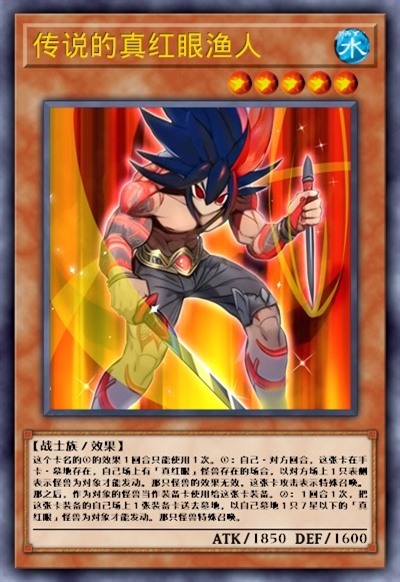 传说的真红眼渔人
水
【战士族／效果】
这个卡名的①的效果1回合只能使用1次。①：自己·对方回合，这张卡在手
卡·墓地存在，自己场上有「真红眼」怪兽存在的场合，以对方场上1只表侧
表示怪兽为对象才能发动。那只怪兽的效果无效，这张卡攻击表示特殊召唤。
那之后，作为对象的怪兽当作装备卡使用给这张卡装备。②：1回合1次，把
这张卡装备的自己场上1张装备卡送去墓地，以自己墓地1只7星以下的「真
红眼」怪兽为对象才能发动。那只怪兽特殊召唤。
ATK/1850 DEF/1600